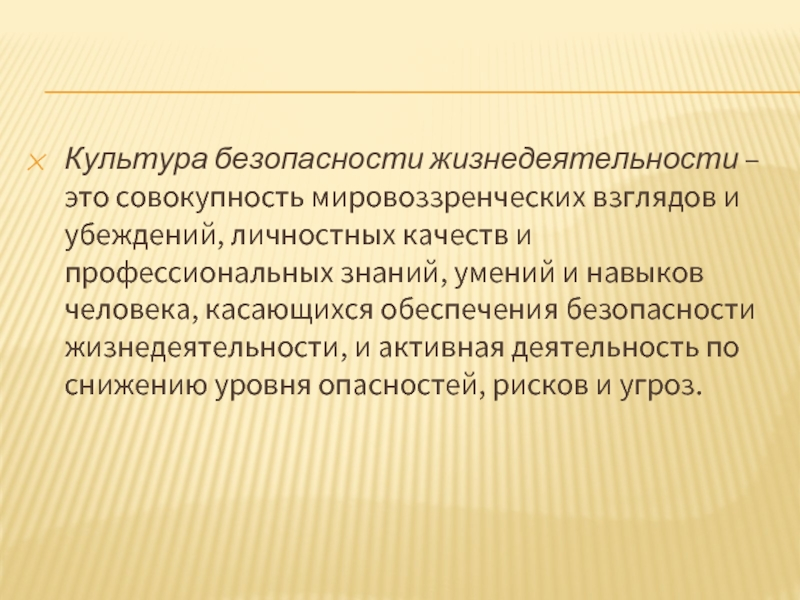 Культура безопасности жизнедеятельности –
это совокупность мировоззренческих взглядов и
убеждений, личностных качеств и
профессиональных знаний, умений и навыков
человека, касающихся обеспечения безопасности
жизнедеятельности, и активная деятельность по
снижению уровня опасностей, рисков и угроз.